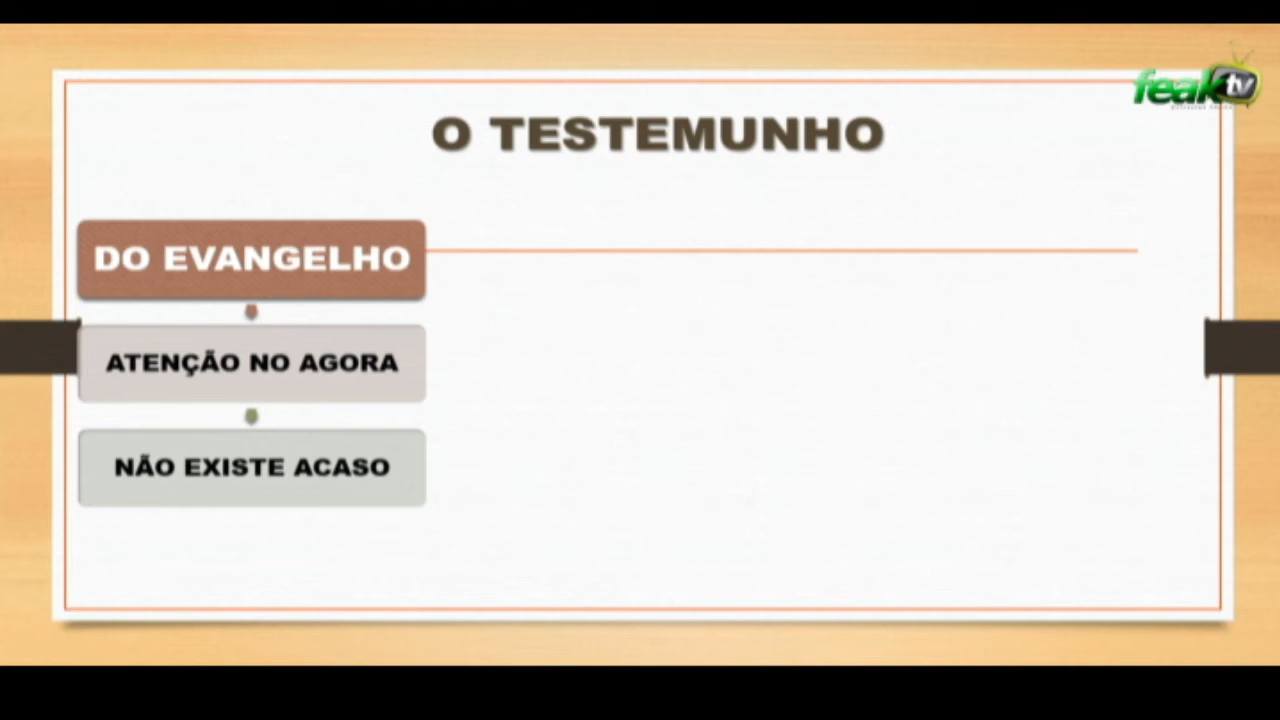 feak tv
O TESTEMUNHO
DO EVANGELHO
ATENÇÃO NO AGORA
NÃO EXISTE ACASO